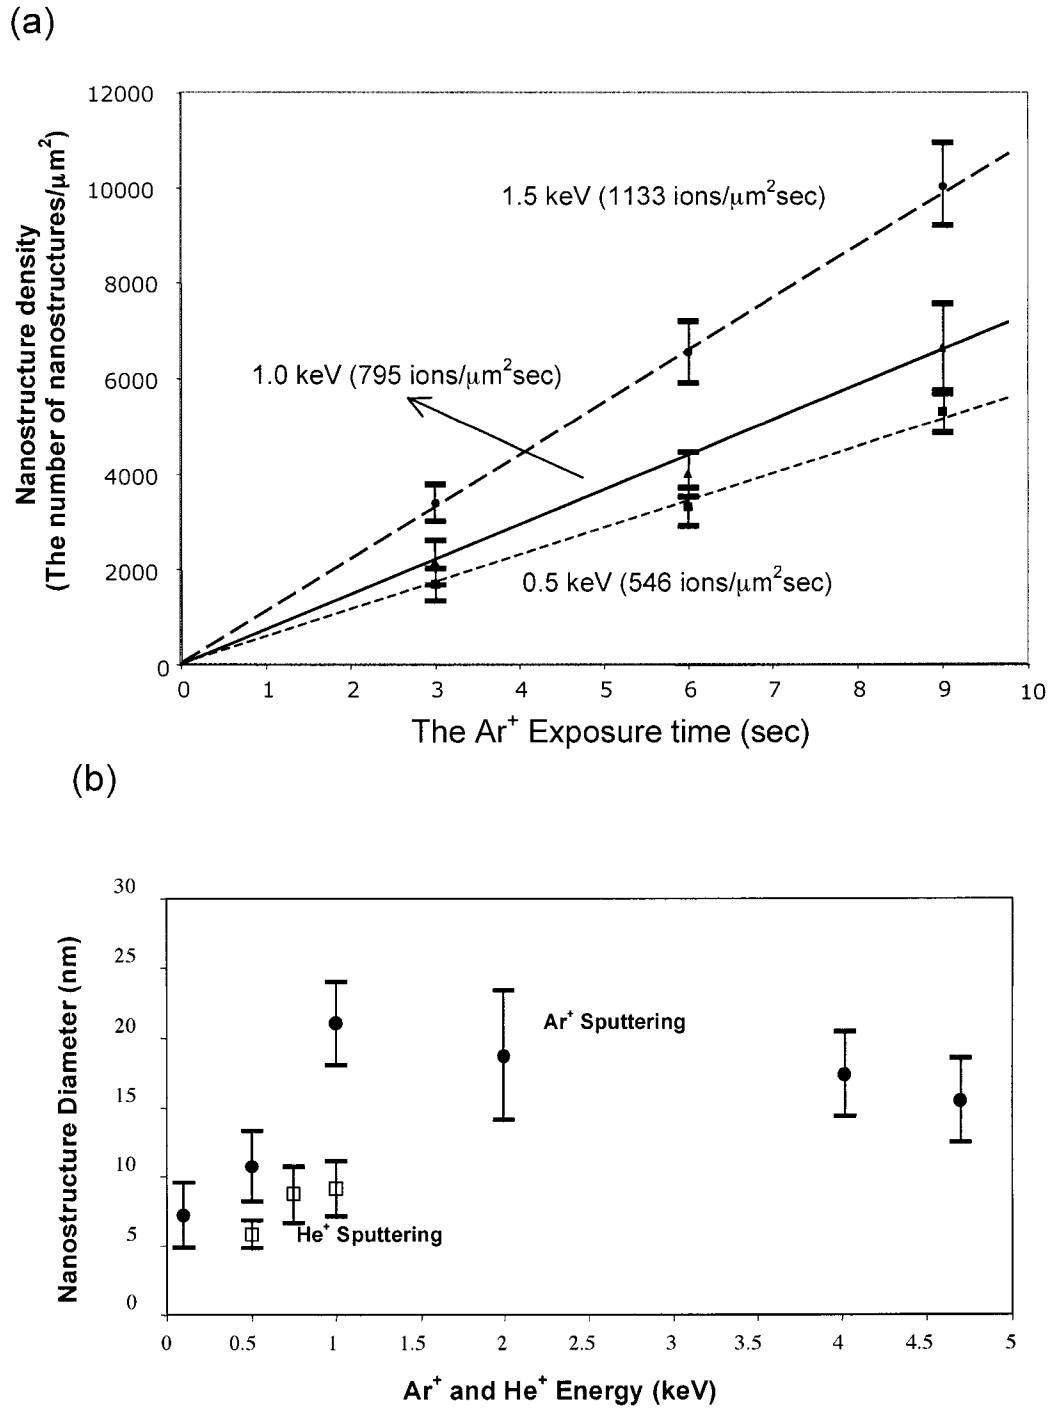 (a)
12000
10000
8000
6000
4000
2000
0
Nanostructure density
(The number of nanostructures/μm²)
1.5 keV (1133 ions/μm²sec)
1.0 keV (795 ions/μm²sec)
0.5 keV (546 ions/μm²sec)
0 1 2 3 4 5 6 7 8 9 10
The Ar⁺ Exposure time (sec)
(b)
30
25
20
15
10
5
0
Nanostructure Diameter (nm)
Ar⁺ Sputtering
He⁺ Sputtering
0 0.5 1 1.5 2 2.5 3 3.5 4 4.5 5
Ar⁺ and He⁺ Energy (keV)